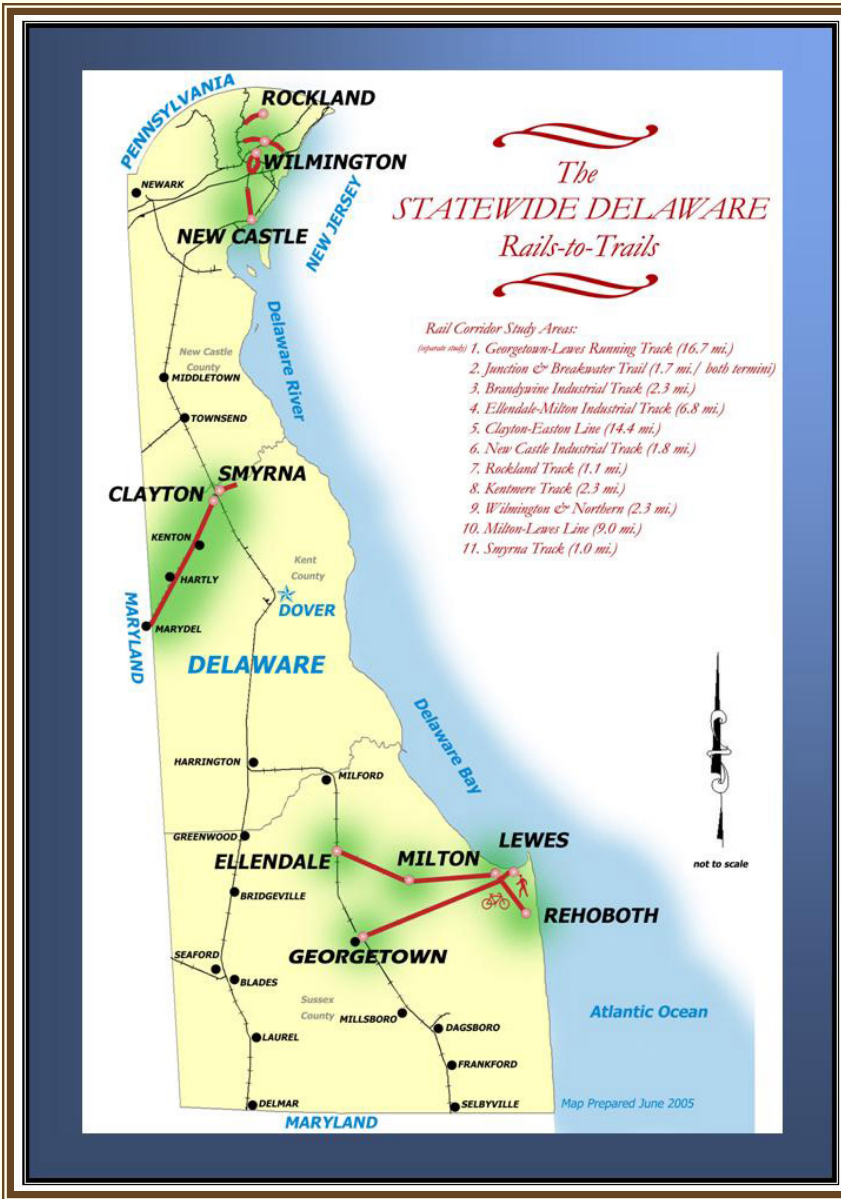 PENNSYLVANIA
ROCKLAND
WILMINGTON
NEWARK
NEW CASTLE
NEW JERSEY
The
STATEWIDE DELAWARE
Rails-to-Trails
Rail Corridor Study Areas:
(separate study) 1. Georgetown-Lewes Running Track (16.7 mi.)
2. Junction & Breakwater Trail (1.7 mi./ both termini)
3. Brandywine Industrial Track (2.3 mi.)
4. Ellendale-Milton Industrial Track (6.8 mi.)
5. Clayton-Easton Line (14.4 mi.)
6. New Castle Industrial Track (1.8 mi.)
7. Rockland Track (1.1 mi.)
8. Kentmere Track (2.3 mi.)
9. Wilmington & Northern (2.3 mi.)
10. Milton-Lewes Line (9.0 mi.)
11. Smyrna Track (1.0 mi.)
Delaware River
New Castle
County
MIDDLETOWN
TOWNSEND
SMYRNA
CLAYTON
KENTON
Kent
County
HARTLY
DOVER
MARYLAND
MARYDEL
DELAWARE
Delaware Bay
HARRINGTON
MILFORD
GREENWOOD
ELLENDALE
MILTON
LEWES
not to scale
BRIDGEVILLE
REHOBOTH
GEORGETOWN
SEAFORD
BLADES
Sussex
County
MILLSBORO
DAGSBORO
Atlantic Ocean
LAUREL
FRANKFORD
DELMAR
SELBYVILLE
Map Prepared June 2005
MARYLAND